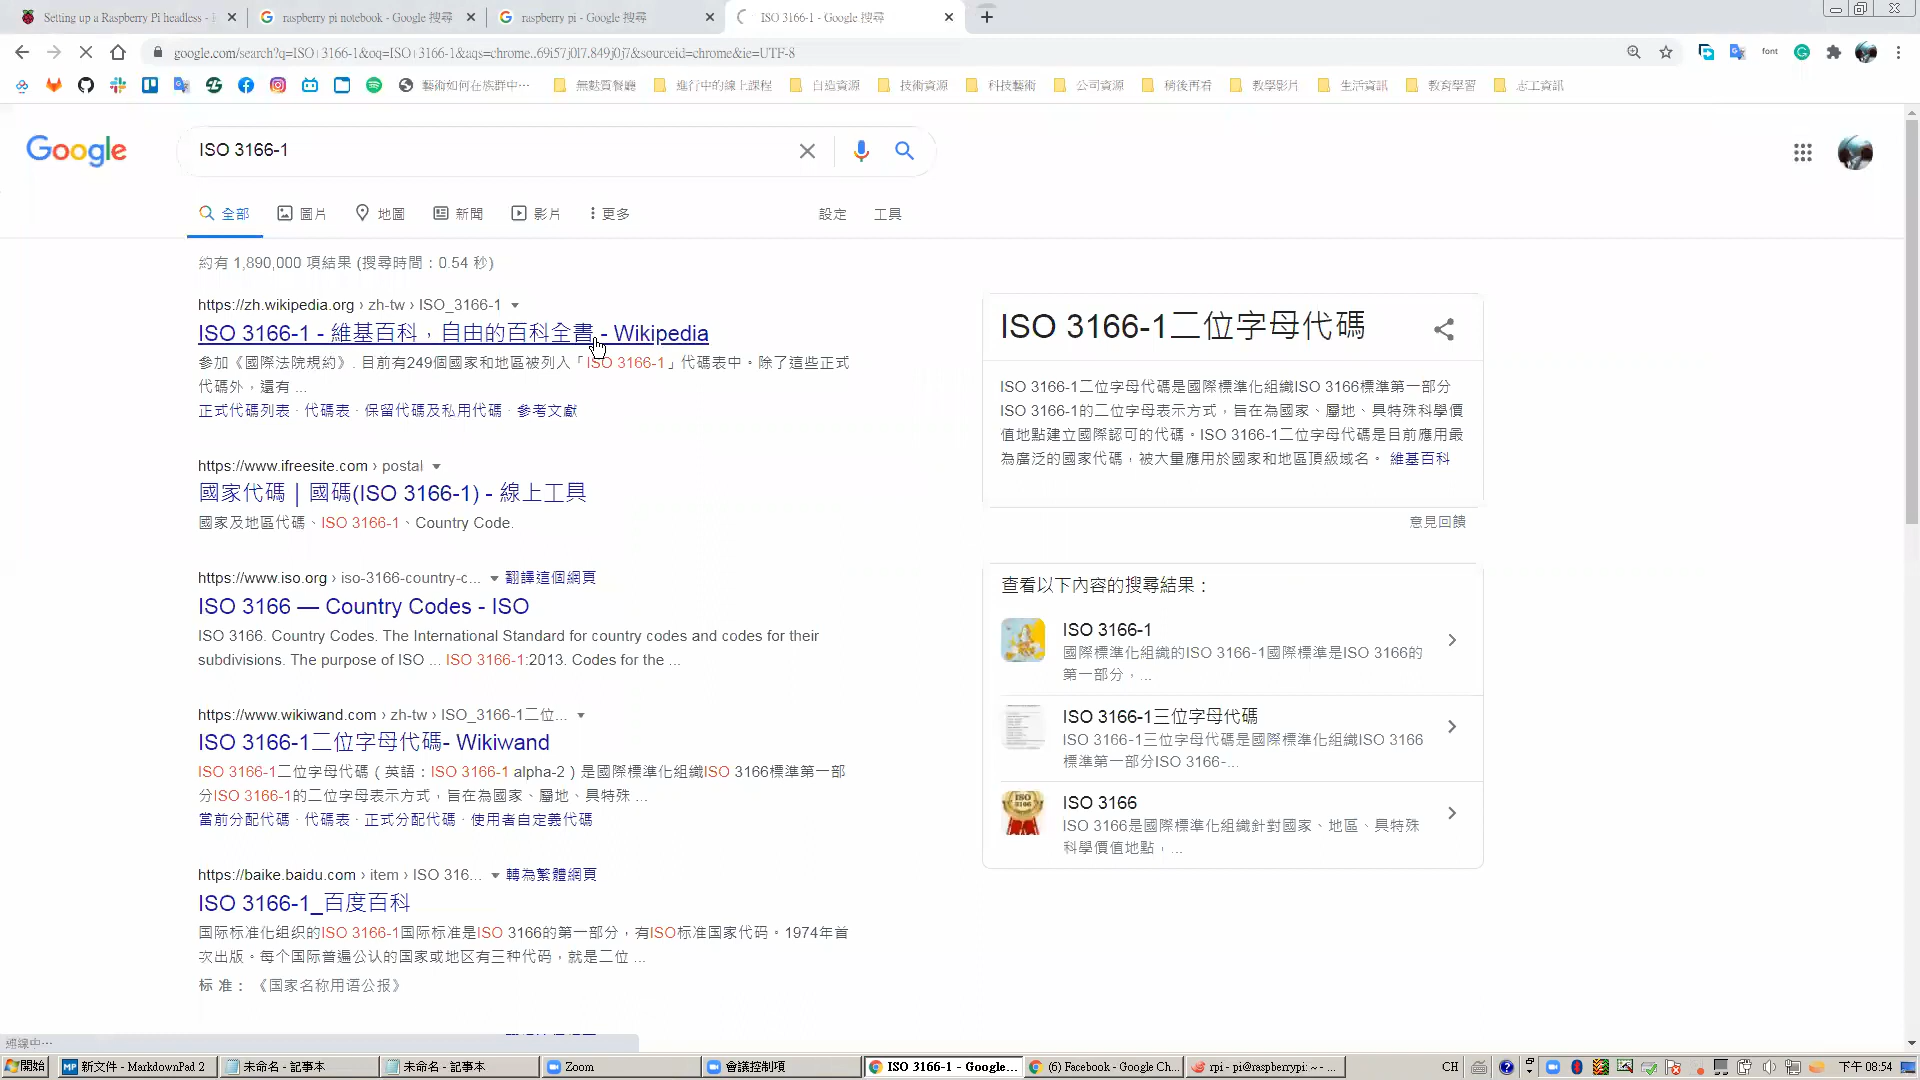 Setting up a Raspberry Pi headless -
raspberry pi notebook - Google 搜尋
raspberry pi - Google 搜尋
ISO 3166-1 - Google 搜尋
google.com/search?q=ISO+3166-1&oq=ISO+3166-1&aqs=chrome..69i57j0l7.849j0j7&sourceid=chrome&ie=UTF-8
font
藝術如何在族群中…
無數賀餐廳
進行中的線上課程
自造資源
技術資源
科技藝術
公司資源
稍後再看
教學影片
生活資訊
教育學習
志工資訊
Google
ISO 3166-1
全部
圖片
地圖
新聞
影片
更多
設定
工具
約有 1,890,000 項結果 (搜尋時間：0.54 秒)
https://zh.wikipedia.org › zh-tw › ISO_3166-1
ISO 3166-1 - 維基百科，自由的百科全書 - Wikipedia
參加《國際法院規約》. 目前有249個國家和地區被列入「ISO 3166-1」代碼表中。除了這些正式
代碼外，還有 ...
正式代碼列表 · 代碼表 · 保留代碼及私用代碼 · 參考文獻
https://www.ifreesite.com › postal
國家代碼 | 國碼(ISO 3166-1) - 線上工具
國家及地區代碼、ISO 3166-1、Country Code.
https://www.iso.org › iso-3166-country-c... 翻譯這個網頁
ISO 3166 — Country Codes - ISO
ISO 3166. Country Codes. The International Standard for country codes and codes for their
subdivisions. The purpose of ISO ... ISO 3166-1:2013. Codes for the ...
https://www.wikiwand.com › zh-tw › ISO_3166-1二位...
ISO 3166-1二位字母代碼- Wikiwand
ISO 3166-1二位字母代碼（英語：ISO 3166-1 alpha-2）是國際標準化組織ISO 3166標準第一部
分ISO 3166-1的二位字母表示方式，旨在為國家、屬地、具特殊 ...
當前分配代碼 · 代碼表 · 正式分配代碼 · 使用者自定義代碼
https://baike.baidu.com › item › ISO 316... 轉為繁體網頁
ISO 3166-1_百度百科
国际标准化组织的ISO 3166-1国际标准是ISO 3166的第一部分，有ISO标准国家代码。1974年首
次出版。每个国际普遍公认的国家或地区有三种代码，就是二位 ...
标 准：《国家名称用语公报》
ISO 3166-1二位字母代碼
ISO 3166-1二位字母代碼是國際標準化組織ISO 3166標準第一部分
ISO 3166-1的二位字母表示方式，旨在為國家、屬地、具特殊科學價
值地點建立國際認可的代碼。ISO 3166-1二位字母代碼是目前應用最
為廣泛的國家代碼，被大量應用於國家和地區頂級域名。 維基百科
意見回饋
查看以下內容的搜尋結果：
ISO 3166-1
國際標準化組織的ISO 3166-1國際標準是ISO 3166的
第一部分，...
ISO 3166-1三位字母代碼
ISO 3166-1三位字母代碼是國際標準化組織ISO 3166
標準第一部分ISO 3166-...
ISO 3166
ISO 3166是國際標準化組織針對國家、地區、具特殊
科學價值地點，...
連線中…
開始
新文件 - MarkdownPad 2
未命名 - 記事本
未命名 - 記事本
Zoom
會議控制項
ISO 3166-1 - Google...
(6) Facebook - Google Ch...
rpi - pi@raspberrypi: ~ - ...
CH
下午 08:54